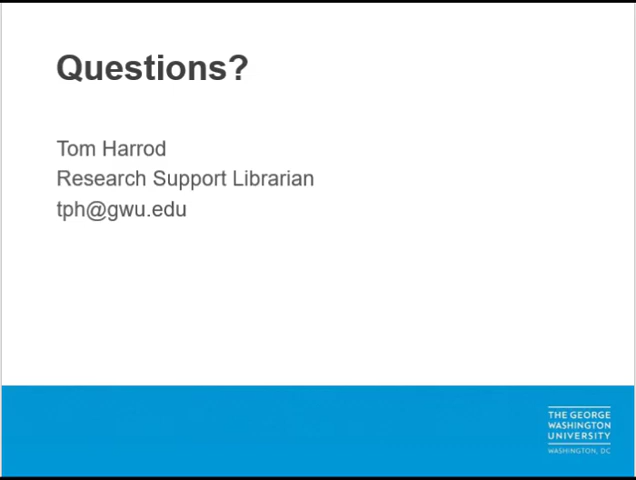 Questions?
Tom Harrod
Research Support Librarian
tph@gwu.edu
THE GEORGE
WASHINGTON
UNIVERSITY
WASHINGTON, DC